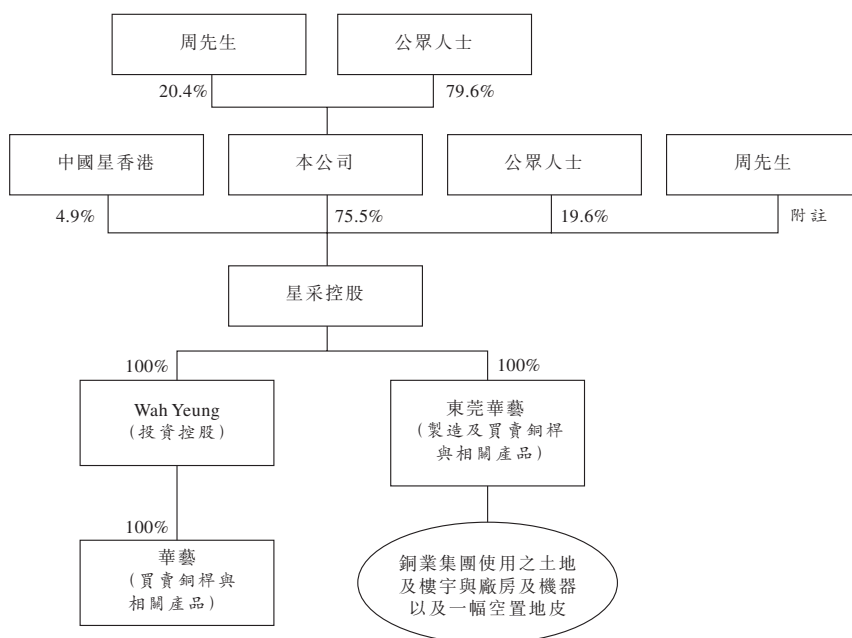 周先生
公眾人士
20.4%
79.6%
中國星香港
本公司
公眾人士
周先生
4.9%
75.5%
19.6%
附註
星采控股
100%
100%
Wah Yeung
(投資控股)
東莞華藝
(製造及買賣銅桿
與相關產品)
100%
華藝
(買賣銅桿與
相關產品)
銅業集團使用之土地
及樓宇與廠房及機器
以及一幅空置地皮